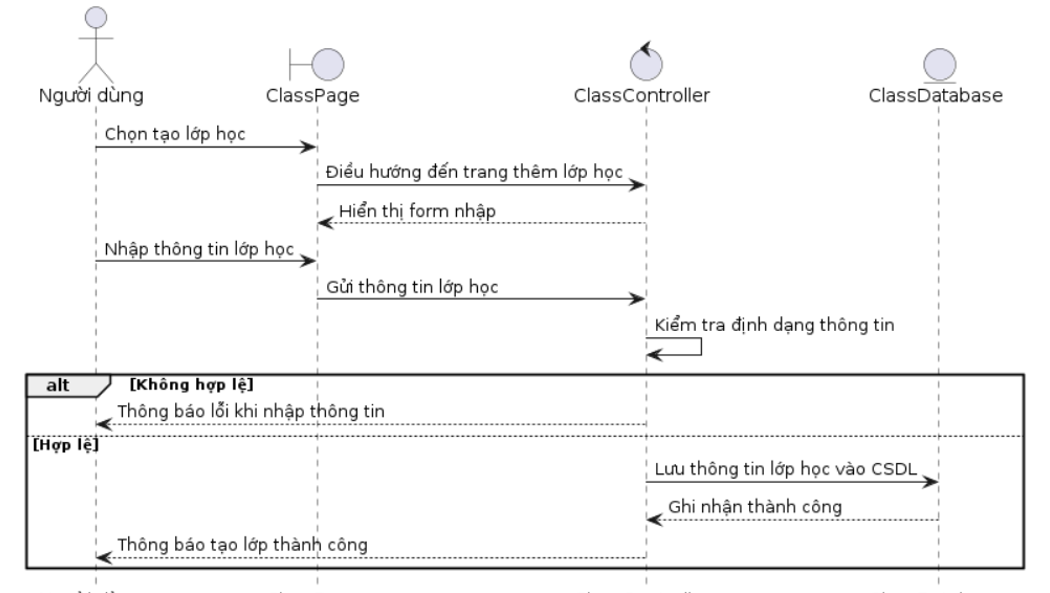 Người dùng
ClassPage
ClassController
ClassDatabase
Chọn tạo lớp học
Điều hướng đến trang thêm lớp học
Hiển thị form nhập
Nhập thông tin lớp học
Gửi thông tin lớp học
Kiểm tra định dạng thông tin
alt [Không hợp lệ]
Thông báo lỗi khi nhập thông tin
[Hợp lệ]
Lưu thông tin lớp học vào CSDL
Ghi nhận thành công
Thông báo tạo lớp thành công